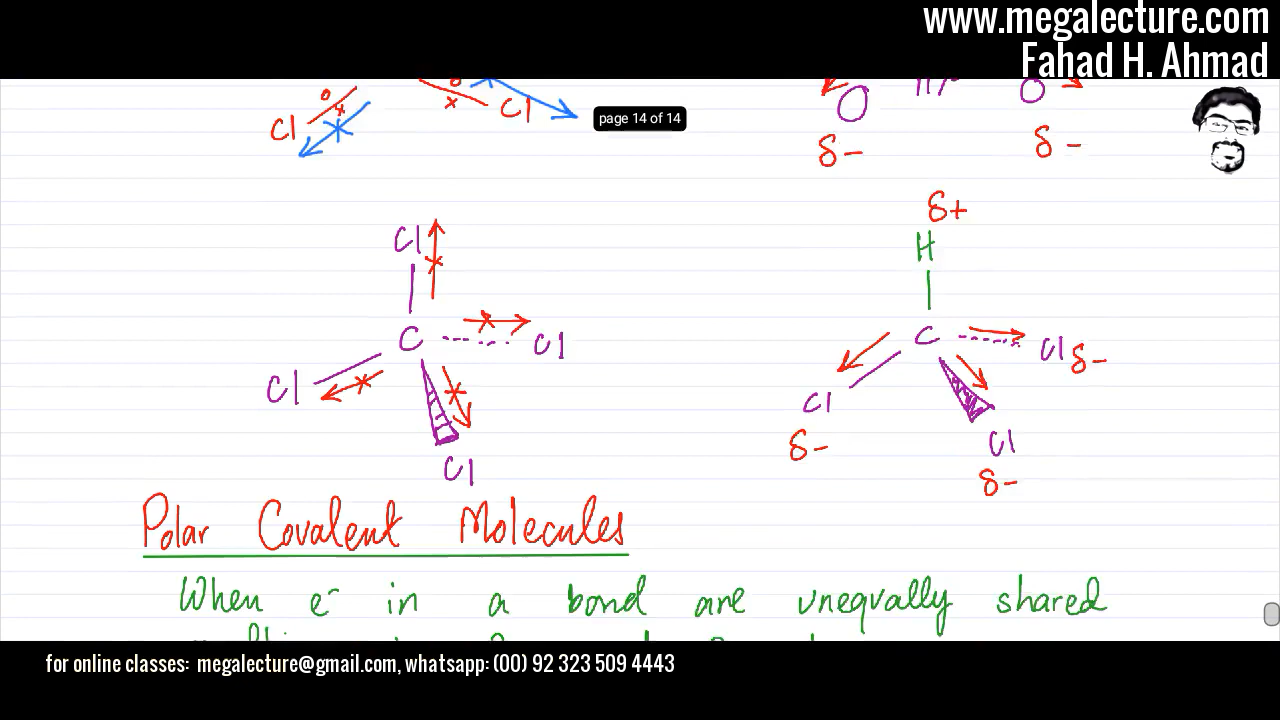 www.megalecture.com
Fahad H. Ahmad
Cl
Cl
page 14 of 14
O
O
δ-
δ-
Cl
C
Cl
Cl
Cl
δ+
H
C
Cl δ-
Cl
δ-
Cl
δ-
Polar Covalent Molecules
When e⁻ in a bond are unequally shared
for online classes: megalecture@gmail.com, whatsapp: (00) 92 323 509 4443